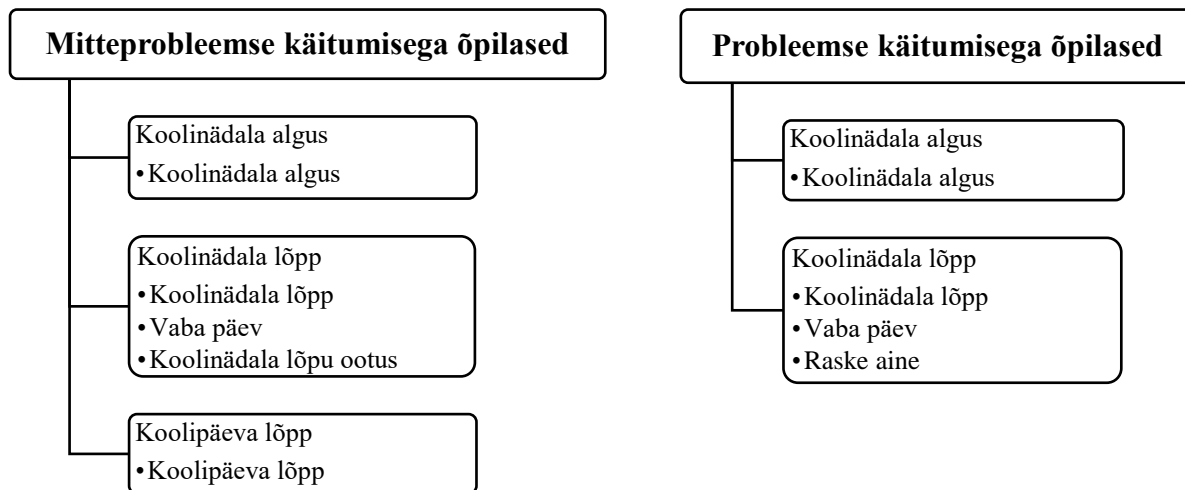 Mitteprobleemse käitumisega õpilased
Koolinädala algus
•Koolinädala algus
Koolinädala lõpp
•Koolinädala lõpp
•Vaba päev
•Koolinädala lõpu ootus
Koolipäeva lõpp
•Koolipäeva lõpp
Probleemse käitumisega õpilased
Koolinädala algus
•Koolinädala algus
Koolinädala lõpp
•Koolinädala lõpp
•Vaba päev
•Raske aine